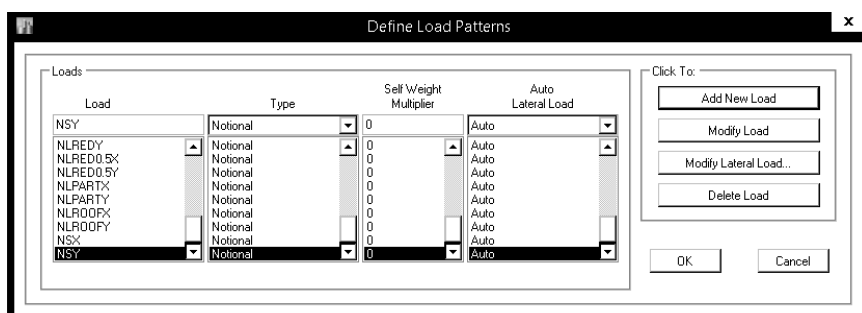 Define Load Patterns
x
Loads
Click To:
Load Type Self Weight Multiplier Auto Lateral Load
NSY Notional 0 Auto
NLREDY Notional 0 Auto
NLRED0.5X Notional 0 Auto
NLRED0.5Y Notional 0 Auto
NLPARTX Notional 0 Auto
NLPARTY Notional 0 Auto
NLROOFX Notional 0 Auto
NLROOFY Notional 0 Auto
NSX Notional 0 Auto
NSY Notional 0 Auto
Add New Load
Modify Load
Modify Lateral Load...
Delete Load
OK Cancel